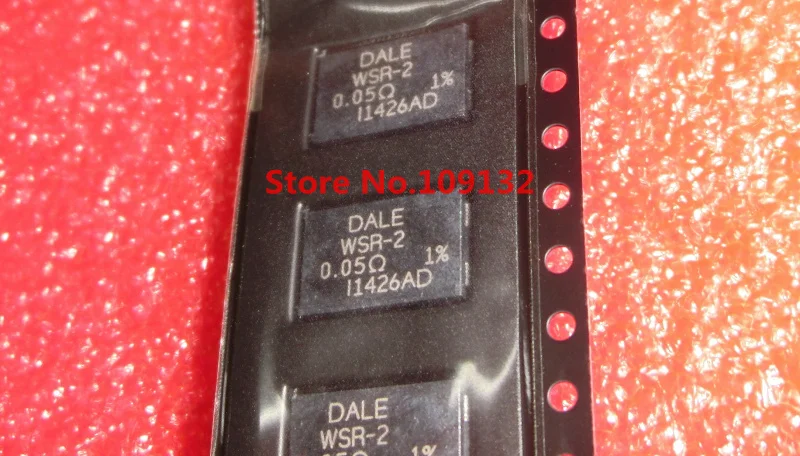 DALE
WSR-2
0.05Ω 1%
I1426AD
Store No.109132
DALE
WSR-2
0.05Ω 1%
I1426AD
DALE
WSR-2
1%